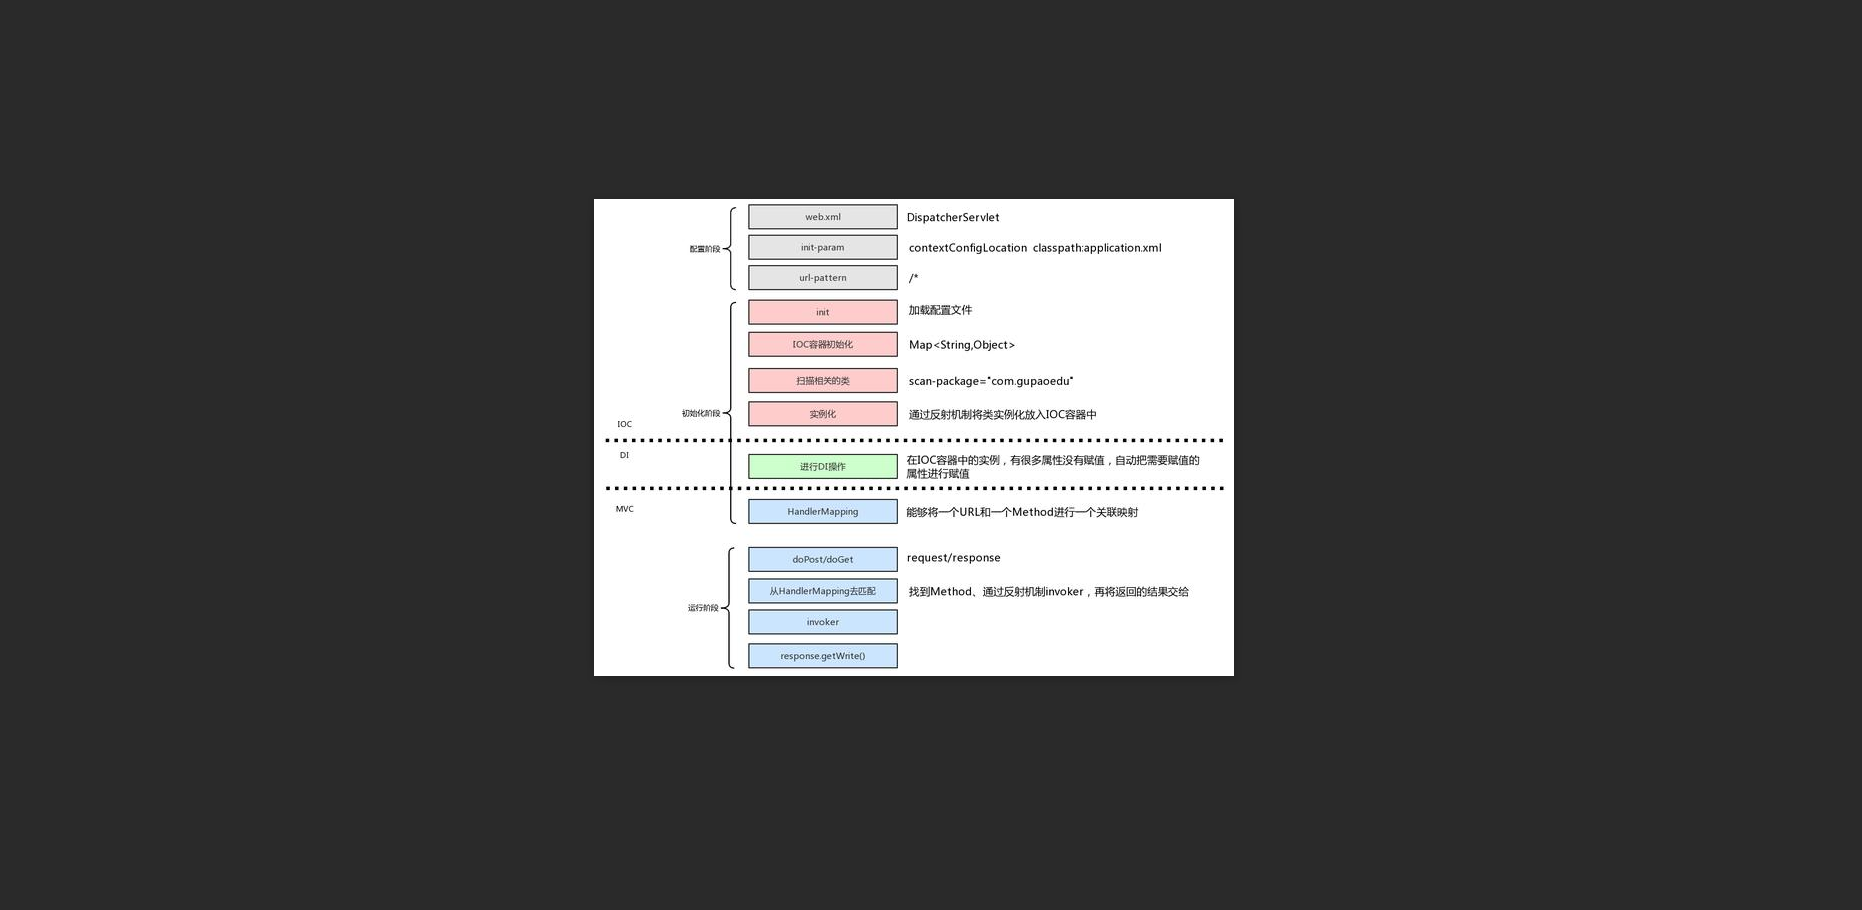 web.xml DispatcherServlet
配置阶段 init-param contextConfigLocation classpath:application.xml
url-pattern /*
init 加载配置文件
IOC容器初始化 Map<String,Object>
扫描相关的类 scan-package="com.gupaoedu"
初始化阶段 实例化 通过反射机制将类实例化放入IOC容器中
IOC
DI
进行DI操作 在IOC容器中的实例，有很多属性没有赋值，自动把需要赋值的
属性进行赋值
MVC HandlerMapping 能够将一个URL和一个Method进行一个关联映射
doPost/doGet request/response
从HandlerMapping去匹配 找到Method、通过反射机制invoker，再将返回的结果交给
运行阶段
invoker
response.getWrite()